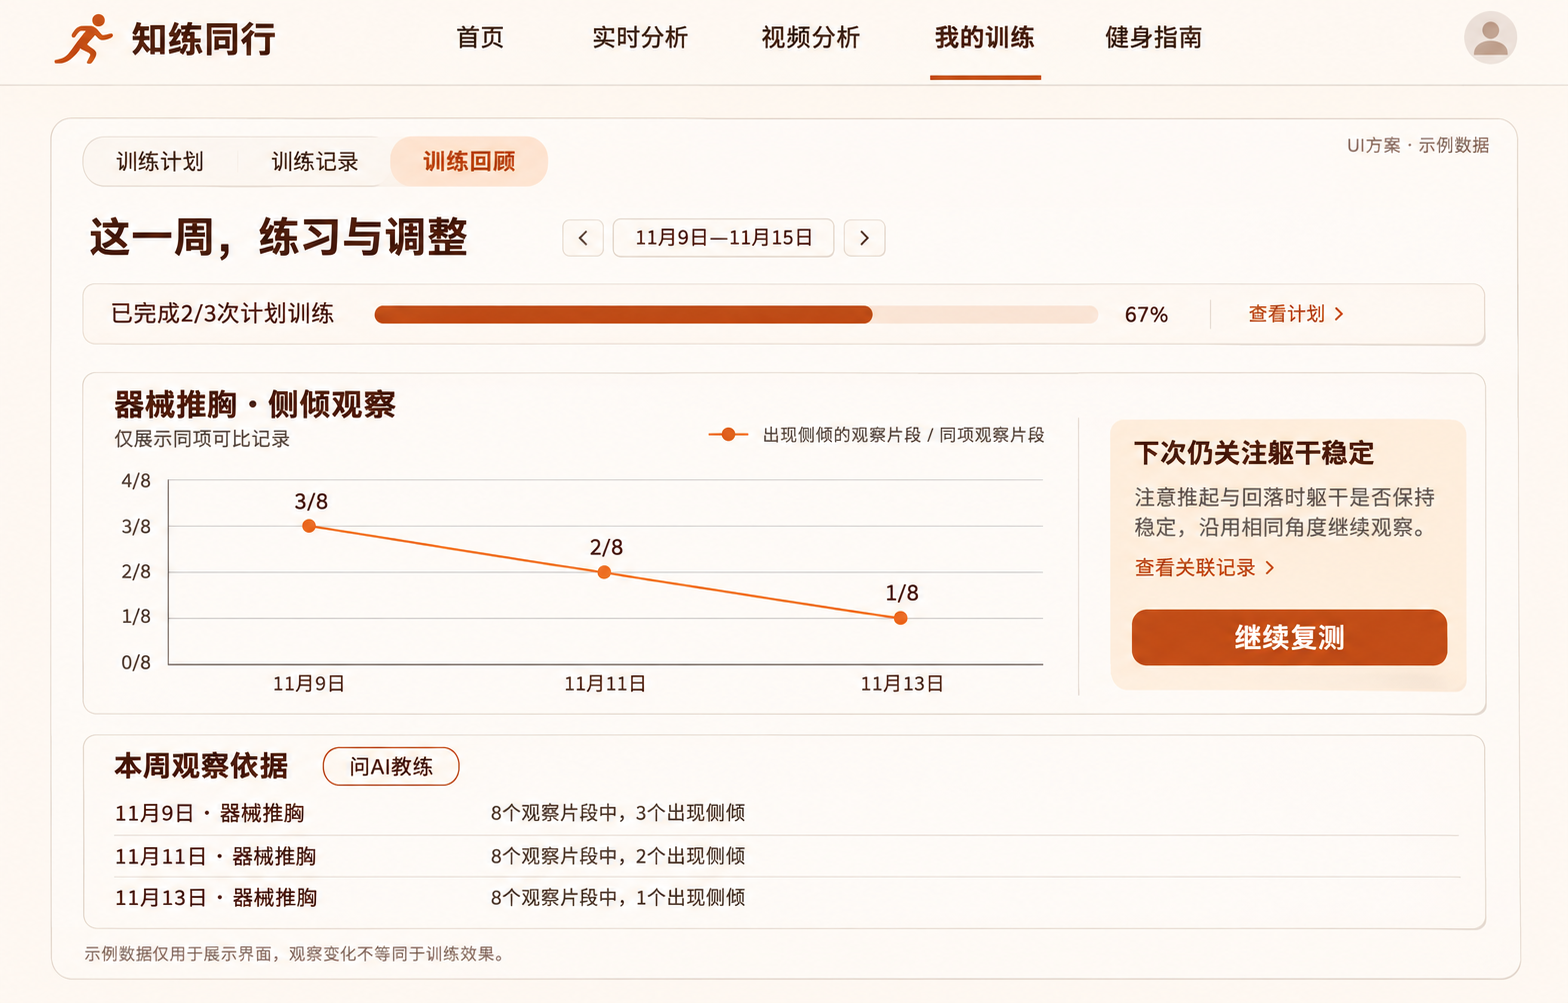 知练同行
首页 实时分析 视频分析 我的训练 健身指南
训练计划 训练记录 训练回顾
UI方案 · 示例数据
这一周，练习与调整
11月9日—11月15日
已完成2/3次计划训练 67% 查看计划
器械推胸 · 侧倾观察
仅展示同项可比记录
出现侧倾的观察片段 / 同项观察片段
4/8
3/8
2/8
1/8
0/8
3/8
2/8
1/8
11月9日 11月11日 11月13日
下次仍关注躯干稳定
注意推起与回落时躯干是否保持
稳定，沿用相同角度继续观察。
查看关联记录
继续复测
本周观察依据 问AI教练
11月9日 · 器械推胸 8个观察片段中，3个出现侧倾
11月11日 · 器械推胸 8个观察片段中，2个出现侧倾
11月13日 · 器械推胸 8个观察片段中，1个出现侧倾
示例数据仅用于展示界面，观察变化不等同于训练效果。